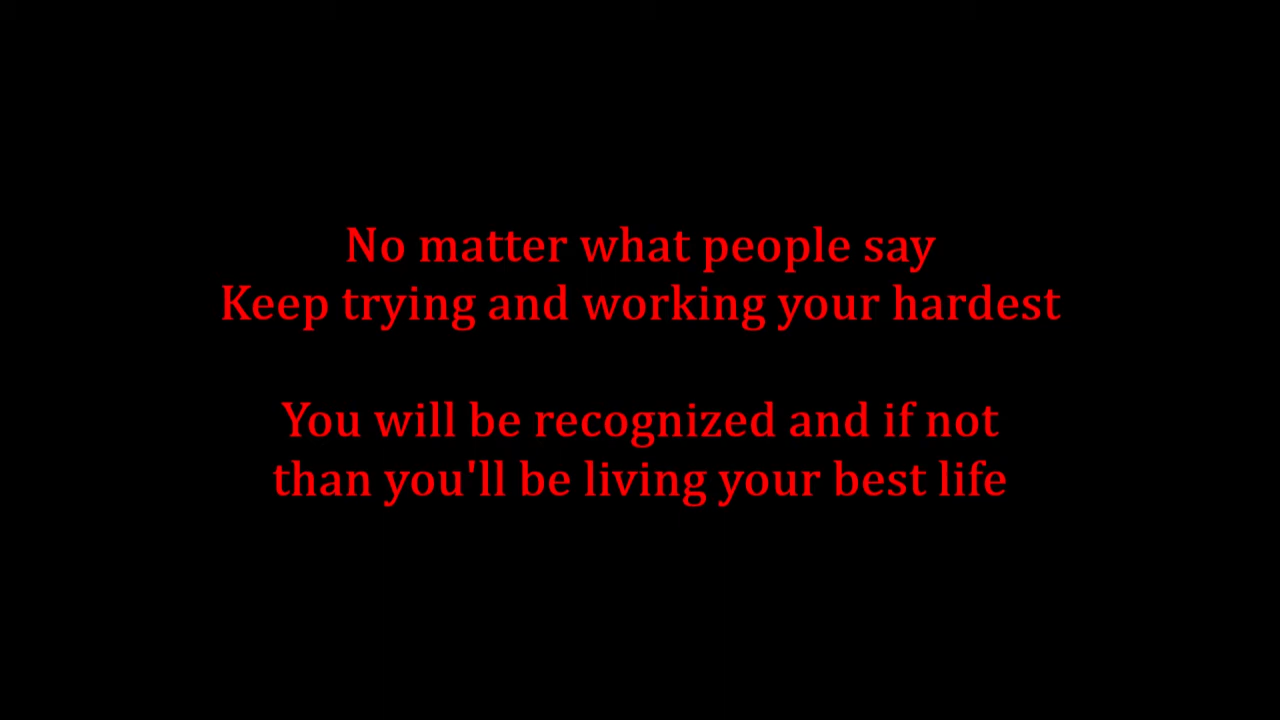 No matter what people say
Keep trying and working your hardest
You will be recognized and if not
than you'll be living your best life